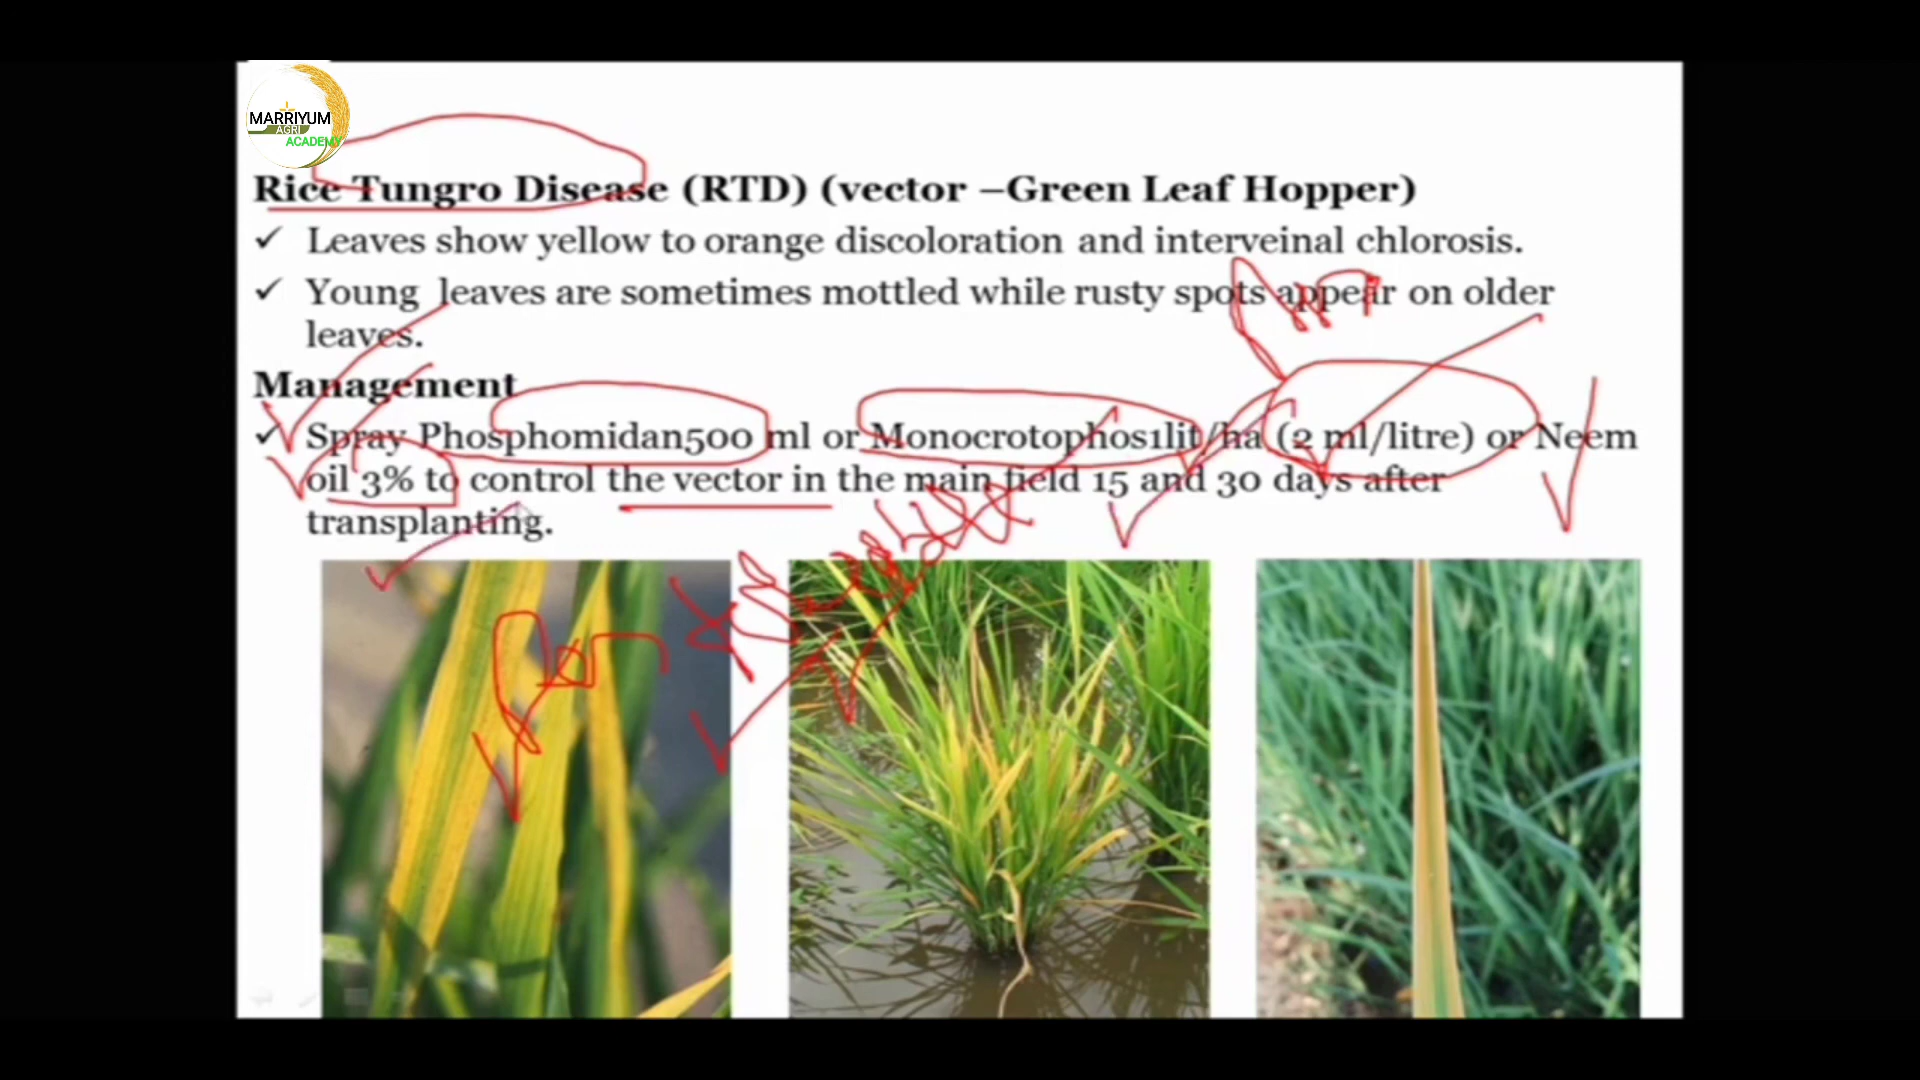 MARRIYUM
AGRI
ACADEMY
Rice Tungro Disease (RTD) (vector –Green Leaf Hopper)
✓ Leaves show yellow to orange discoloration and interveinal chlorosis.
✓ Young leaves are sometimes mottled while rusty spots appear on older
leaves.
Management
✓ Spray Phosphomidan500 ml or Monocrotophos1lit/ha (2 ml/litre) or Neem
oil 3% to control the vector in the main field 15 and 30 days after
transplanting.